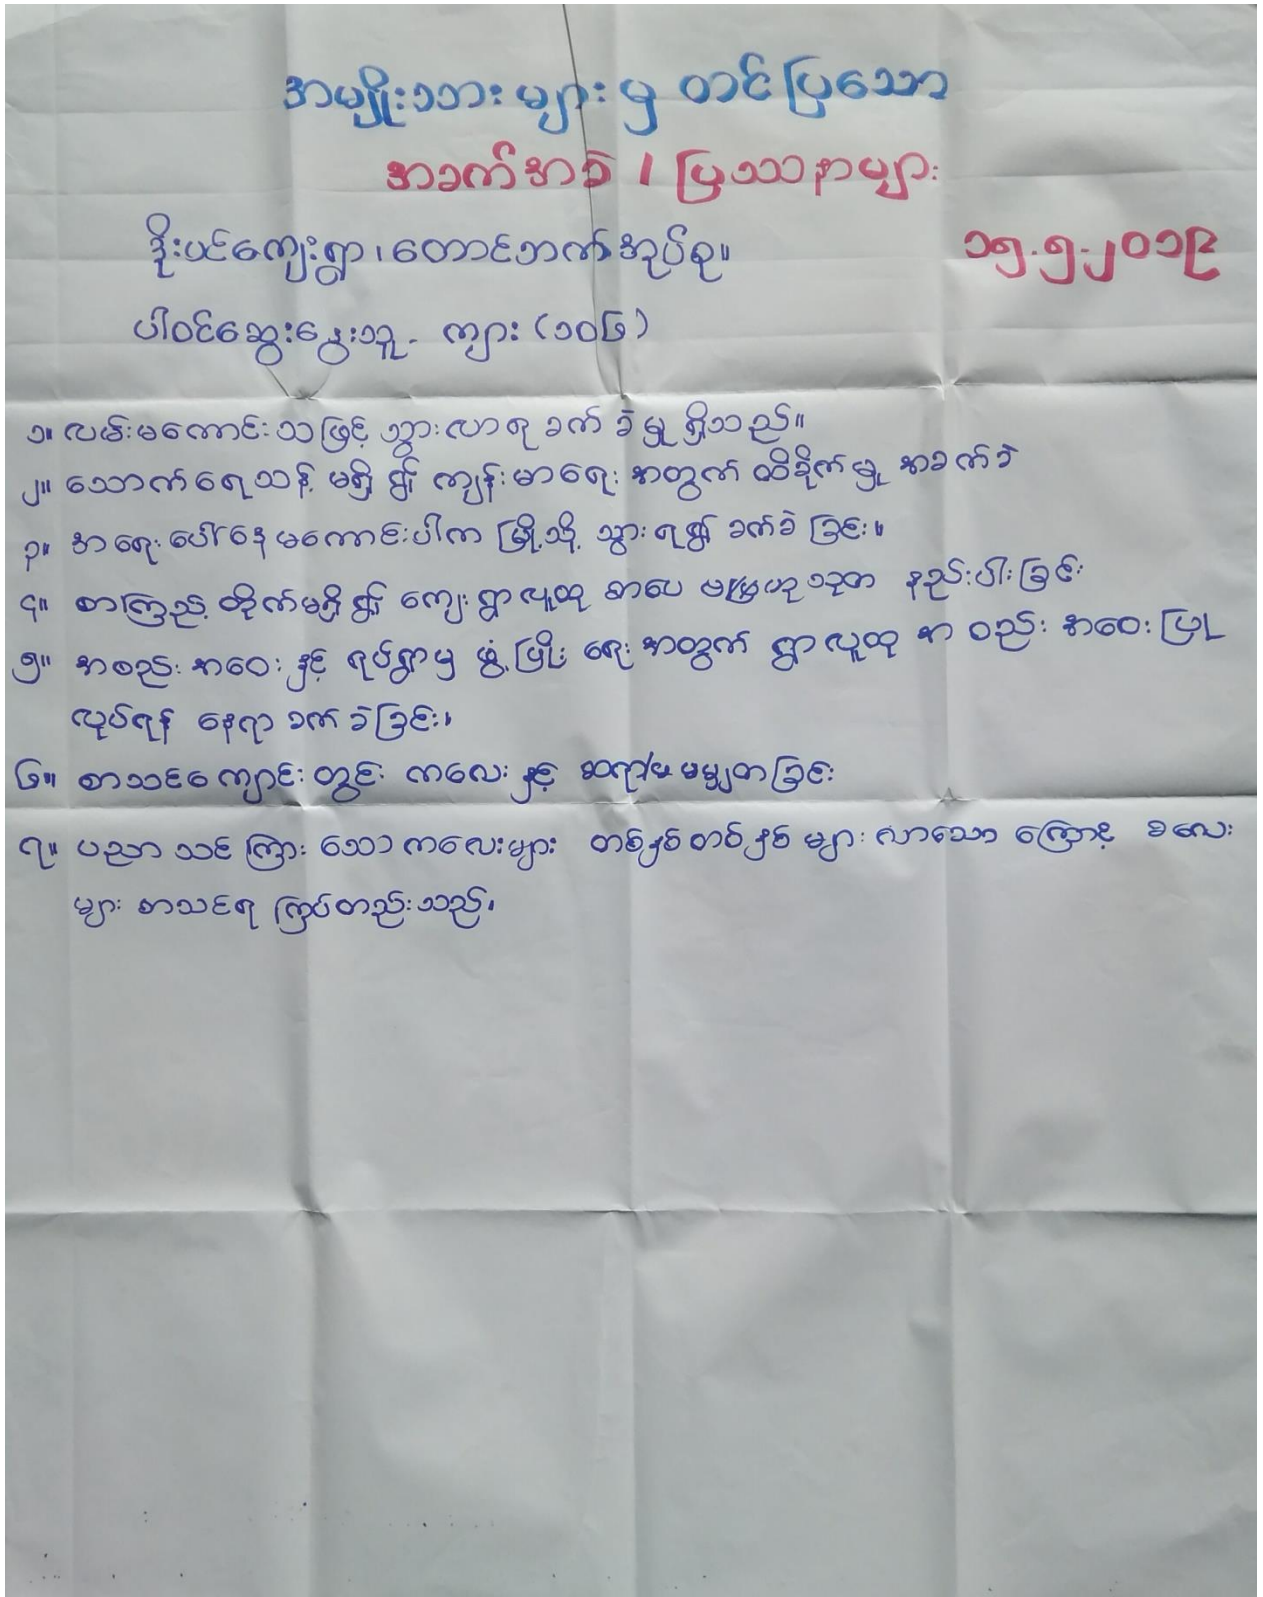 အမျိုးသားများမှ တင်ပြသော
အခက်အခဲ / ပြဿနာများ
ဒိုးပင်ကျေးရွာ၊ တောင်ဘက်အုပ်စု။
၁၅.၅.၂၀၁၉
ပါဝင်ဆွေးနွေးသူ - ကျား (၁၀၆)
၁။ လမ်းမကောင်းသဖြင့် သွားလာရ ခက်ခဲမှု ရှိသည်။
၂။ သောက်ရေသန့် မရှိ၍ ကျန်းမာရေး အတွက် ထိခိုက်မှု အခက်ခဲ
၃။ အရေးပေါ်နေမကောင်းပါက မြို့သို့ သွားရ၍ ခက်ခဲခြင်း။
၄။ စာကြည့်တိုက်မရှိ၍ ကျေးရွာလူထု စာပေ ဗဟုသုတ နည်းပါးခြင်း
၅။ အစည်းအဝေးနှင့် ရပ်ရွာမှ ဖွံ့ဖြိုးရေး အတွက် ရွာလူထု အစည်းအဝေး ပြု
လုပ်ရန် နေရာ ခက်ခဲခြင်း၊
၆။ စာသင်ကျောင်းတွင်း ကလေးနှင့် ဆရာ/မ မမျှတခြင်း
၇။ ပညာသင်ကြားသော ကလေးများ တစ်နှစ်တစ်နှစ် များလာသောကြောင့် ခလေး
များ စာသင်ရ ကြပ်တည်းသည်၊